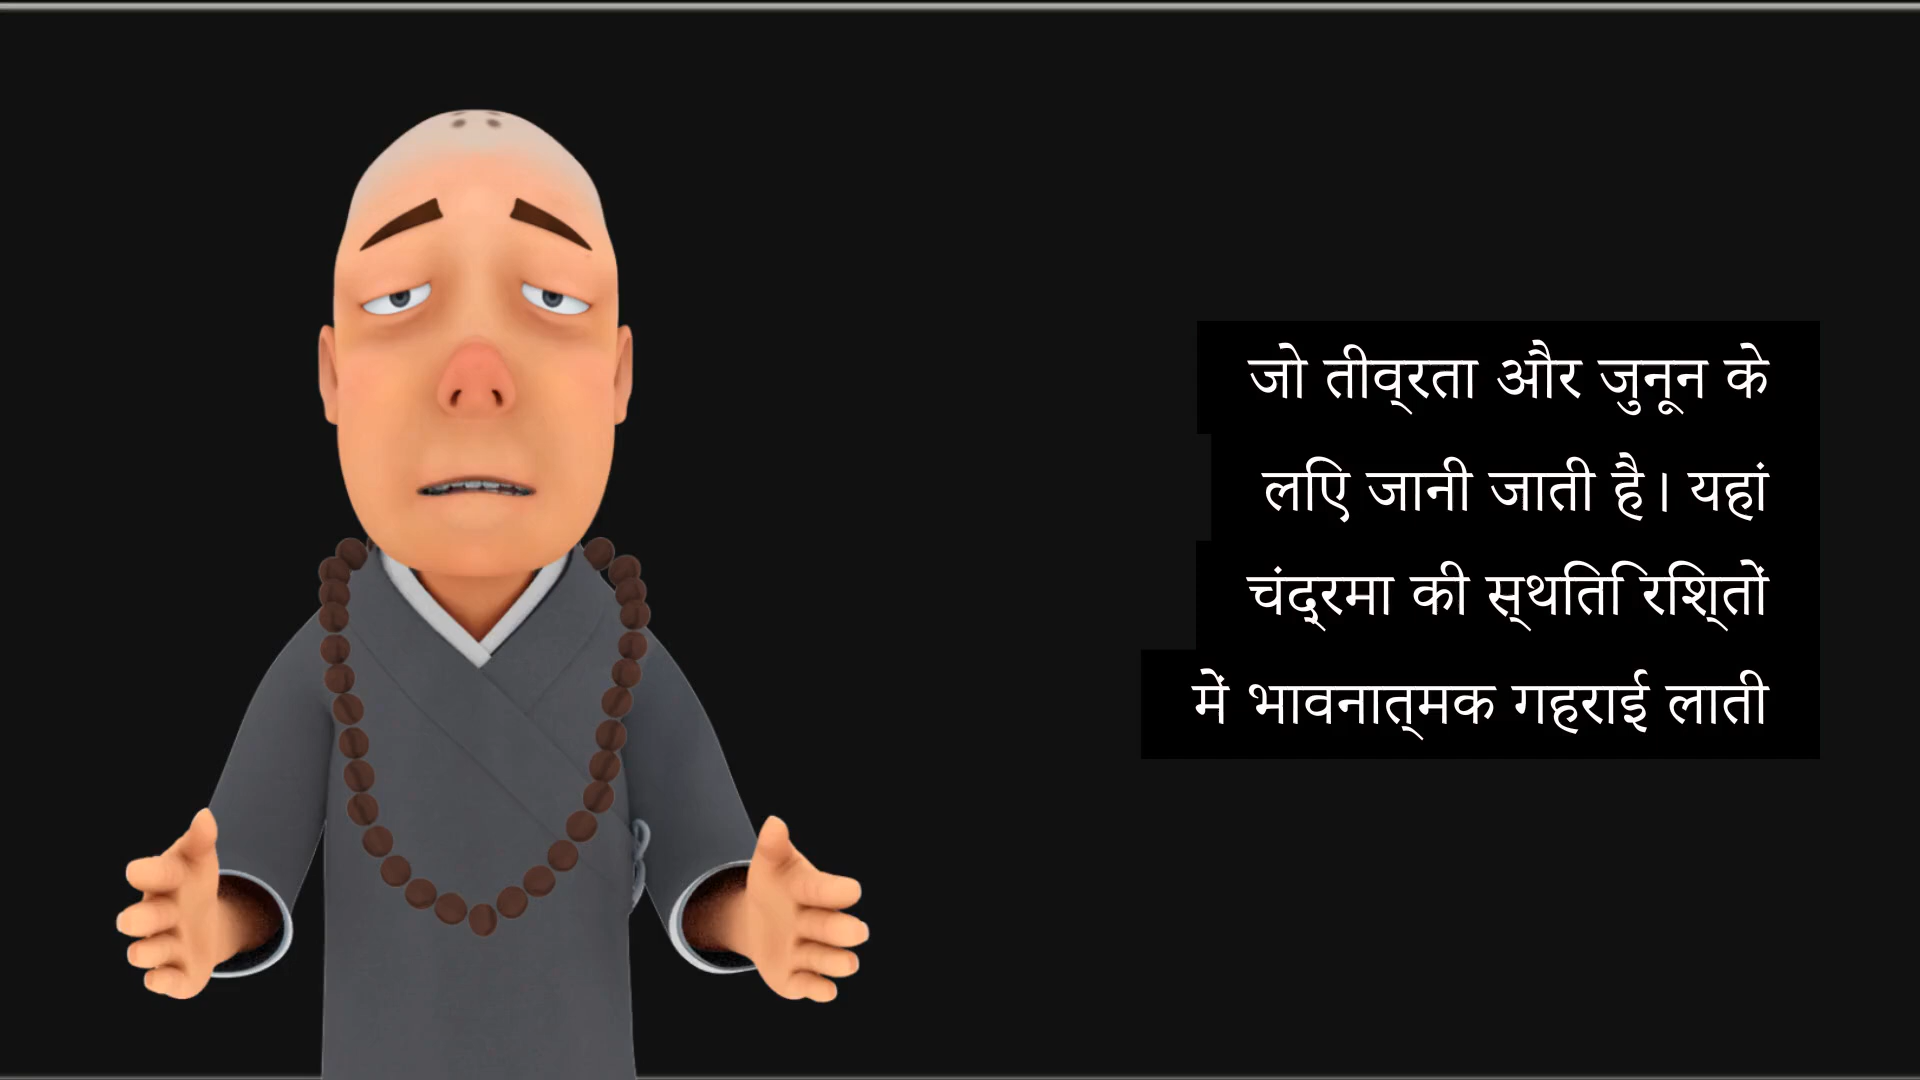 जो तीव्रता और जुनून के
लिए जानी जाती है। यहां
चंद्रमा की स्थिति रिश्तों
में भावनात्मक गहराई लाती